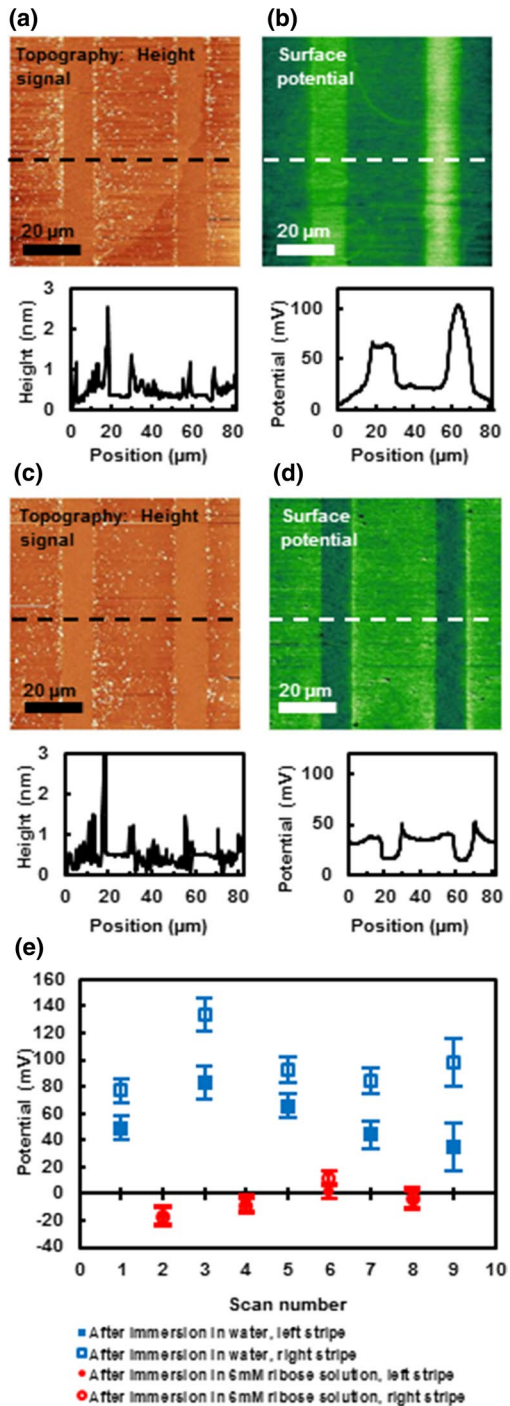 (a)
(b)
Topography: Height
signal
Surface
potential
20 µm
20 µm
3
2
1
0
Height (nm)
0 20 40 60 80
Position (µm)
100
50
0
Potential (mV)
0 20 40 60 80
Position (µm)
(c)
(d)
Topography: Height
signal
Surface
potential
20 µm
20 µm
3
2
1
0
Height (nm)
0 20 40 60 80
Position (µm)
100
50
0
Potential (mV)
0 20 40 60 80
Position (µm)
(e)
160
140
120
100
80
60
40
20
0
-20
-40
Potential (mV)
0 1 2 3 4 5 6 7 8 9 10
Scan number
After immersion in water, left stripe
After immersion in water, right stripe
After immersion in 6mM ribose solution, left stripe
After immersion in 6mM ribose solution, right stripe